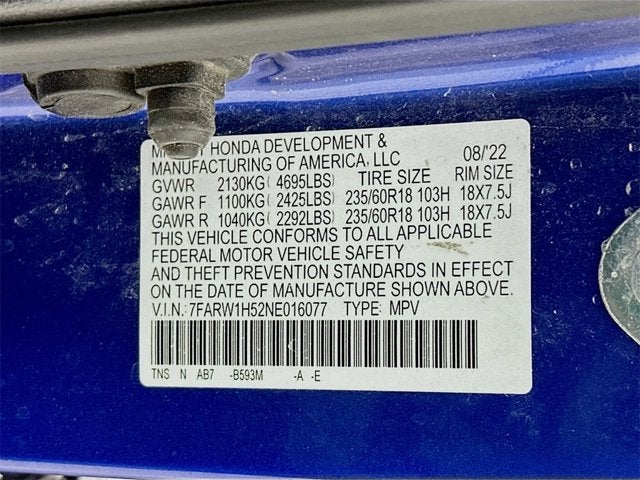 HONDA DEVELOPMENT &
MANUFACTURING OF AMERICA, LLC 08/'22
GVWR 2130KG (4695LBS) TIRE SIZE RIM SIZE
GAWR F 1100KG (2425LBS) 235/60R18 103H 18X7.5J
GAWR R 1040KG (2292LBS) 235/60R18 103H 18X7.5J
THIS VEHICLE CONFORMS TO ALL APPLICABLE
FEDERAL MOTOR VEHICLE SAFETY
AND THEFT PREVENTION STANDARDS IN EFFECT
ON THE DATE OF MANUFACTURE SHOWN ABOVE.
V.I.N.: 7FARW1H52NE016077 TYPE: MPV
TNS N AB7 -B593M -A -E